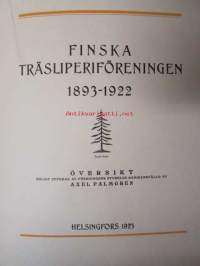 FINSKA
TRÄSLIPERIFÖRENINGEN
1893-1922
ÖVERSIKT
AXEL PALMGREN
HELSINGFORS 1923